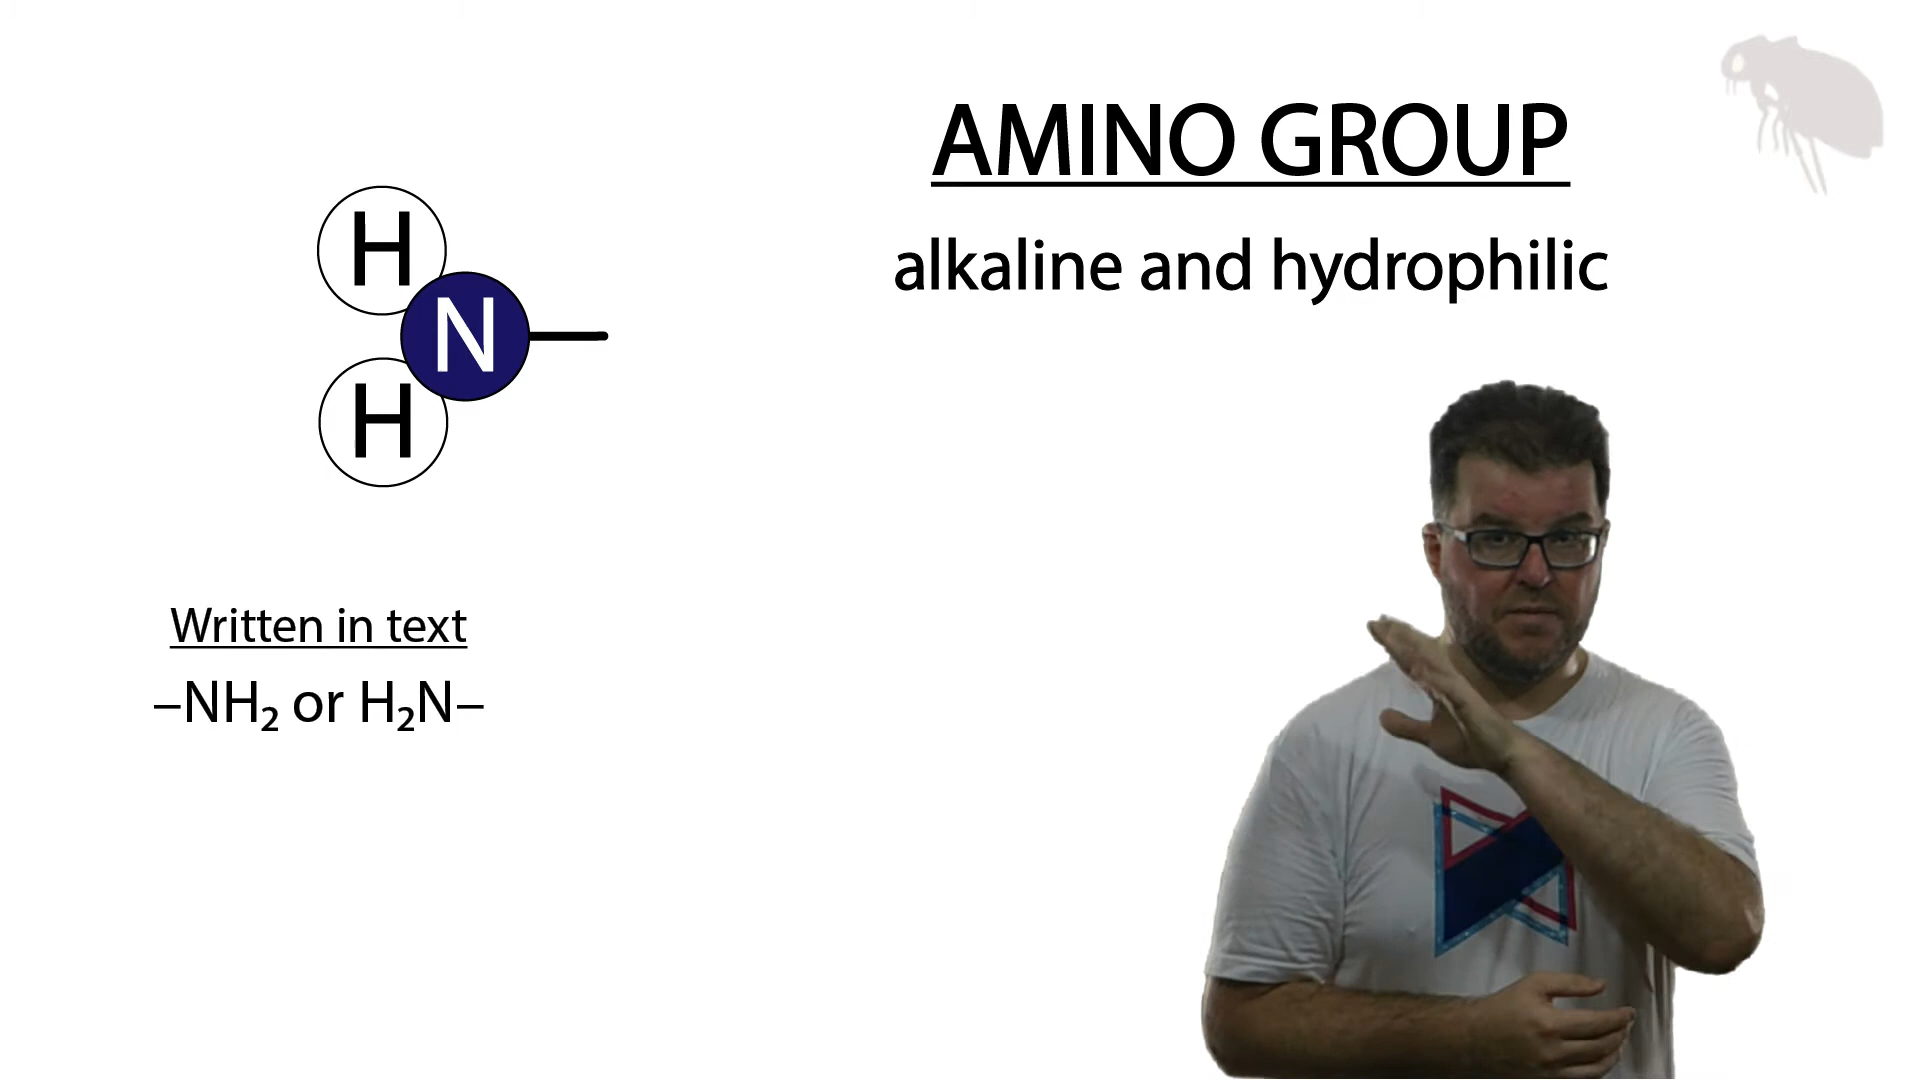 AMINO GROUP
alkaline and hydrophilic
H
N
H
Written in text
–NH₂ or H₂N–